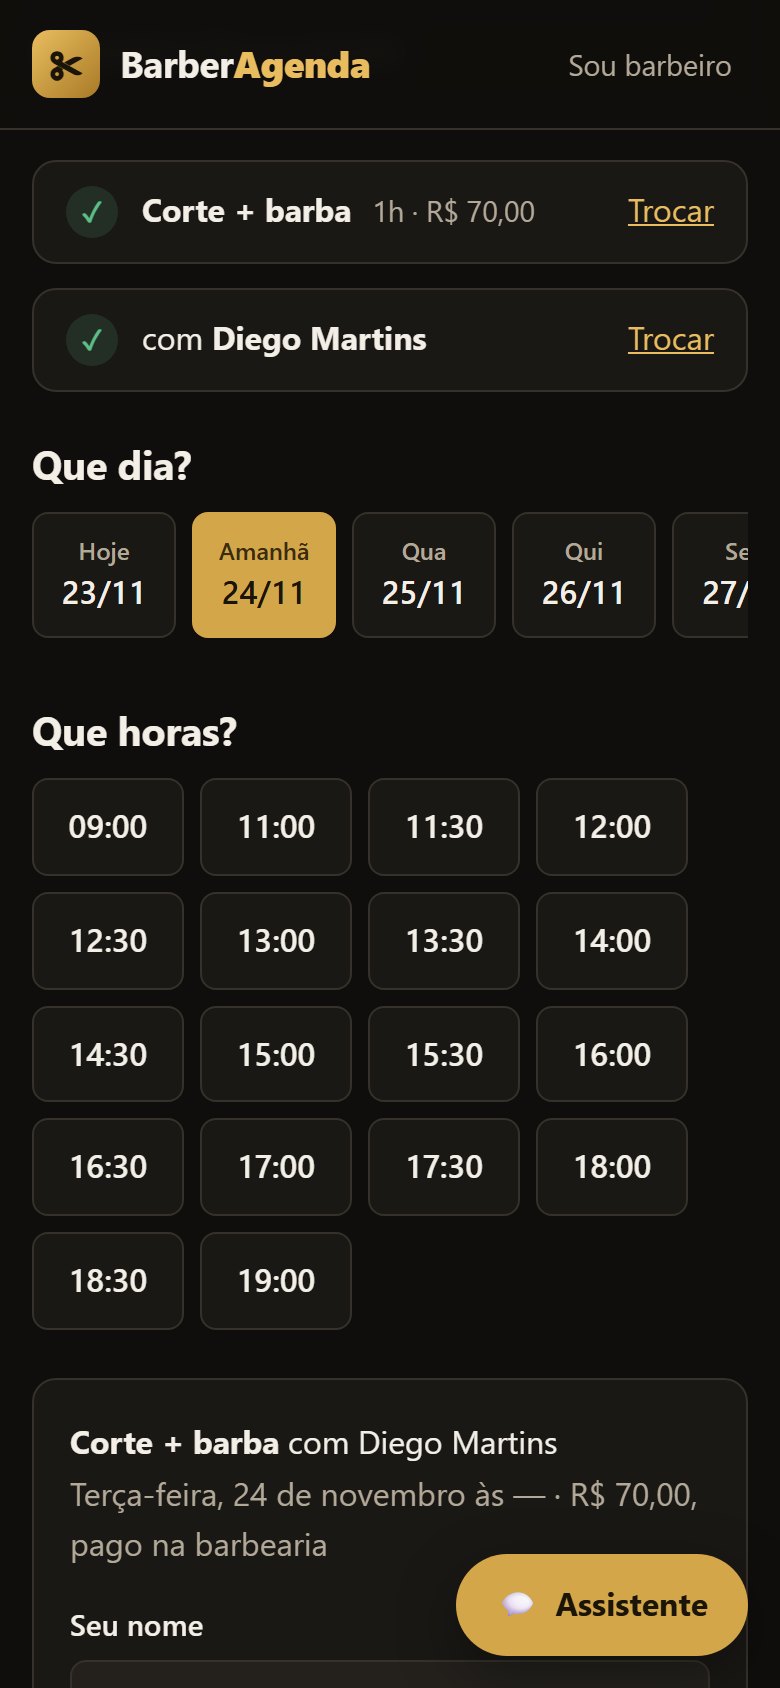 BarberAgenda
Sou barbeiro
Corte + barba 1h · R$ 70,00 Trocar
com Diego Martins Trocar
Que dia?
Hoje Amanhã Qua Qui Se
23/11 24/11 25/11 26/11 27/
Que horas?
09:00 11:00 11:30 12:00
12:30 13:00 13:30 14:00
14:30 15:00 15:30 16:00
16:30 17:00 17:30 18:00
18:30 19:00
Corte + barba com Diego Martins
Terça-feira, 24 de novembro às — · R$ 70,00,
pago na barbearia
Assistente
Seu nome